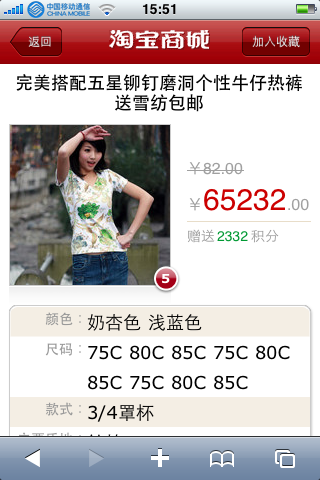 中国移动通信
CHINA MOBILE
15:51
返回
淘宝商城
加入收藏
完美搭配五星铆钉磨洞个性牛仔热裤
送雪纺包邮
￥82.00
￥65232.00
赠送 2332 积分
5
颜色： 奶杏色 浅蓝色
尺码： 75C 80C 85C 75C 80C
85C 75C 80C 85C
款式： 3/4罩杯